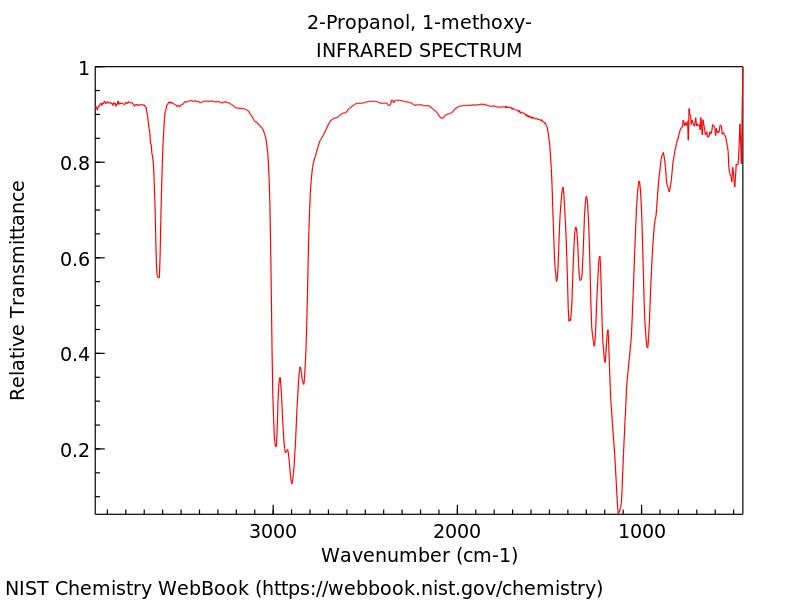 2-Propanol, 1-methoxy-
INFRARED SPECTRUM
1
0.8
0.6
0.4
0.2
Relative Transmittance
3000 2000 1000
Wavenumber (cm-1)
NIST Chemistry WebBook (https://webbook.nist.gov/chemistry)